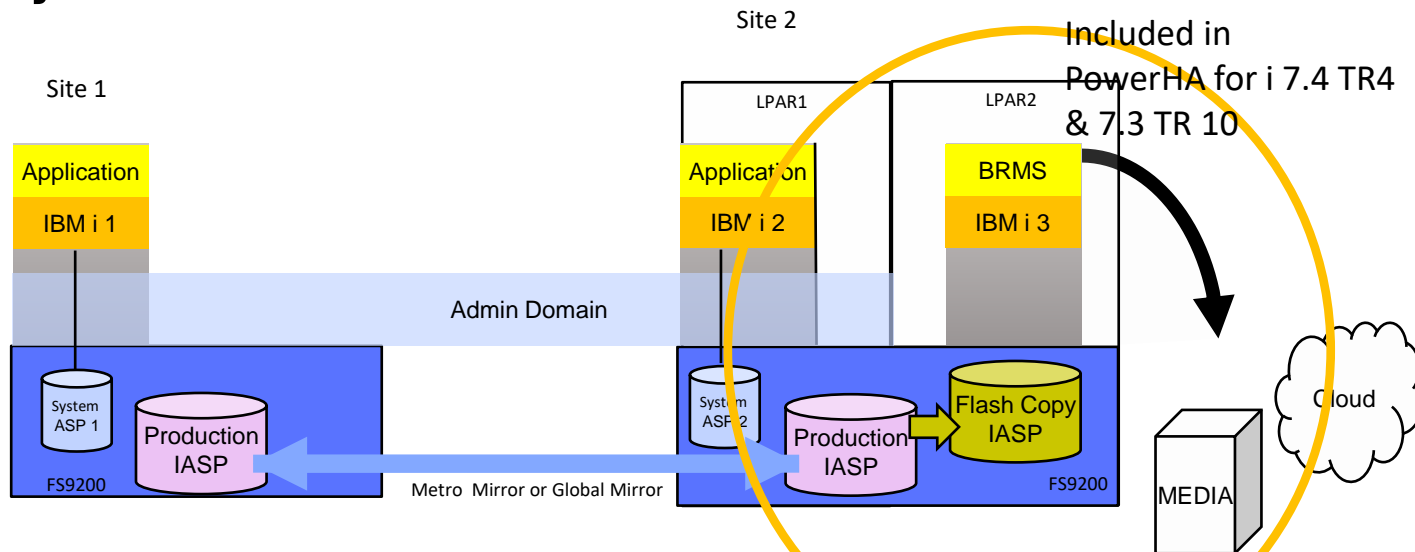 Site 2
Included in
PowerHA for i 7.4 TR4
& 7.3 TR 10
Site 1
LPAR1
LPAR2
Application
IBM i 1
Application
IBM i 2
BRMS
IBM i 3
Admin Domain
System
ASP 1
Production
IASP
FS9200
Metro Mirror or Global Mirror
System
ASP 2
Production
IASP
Flash Copy
IASP
FS9200
MEDIA
Cloud